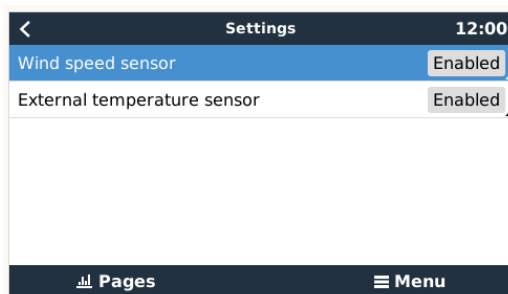 Settings 12:00
Wind speed sensor Enabled
External temperature sensor Enabled
Pages Menu